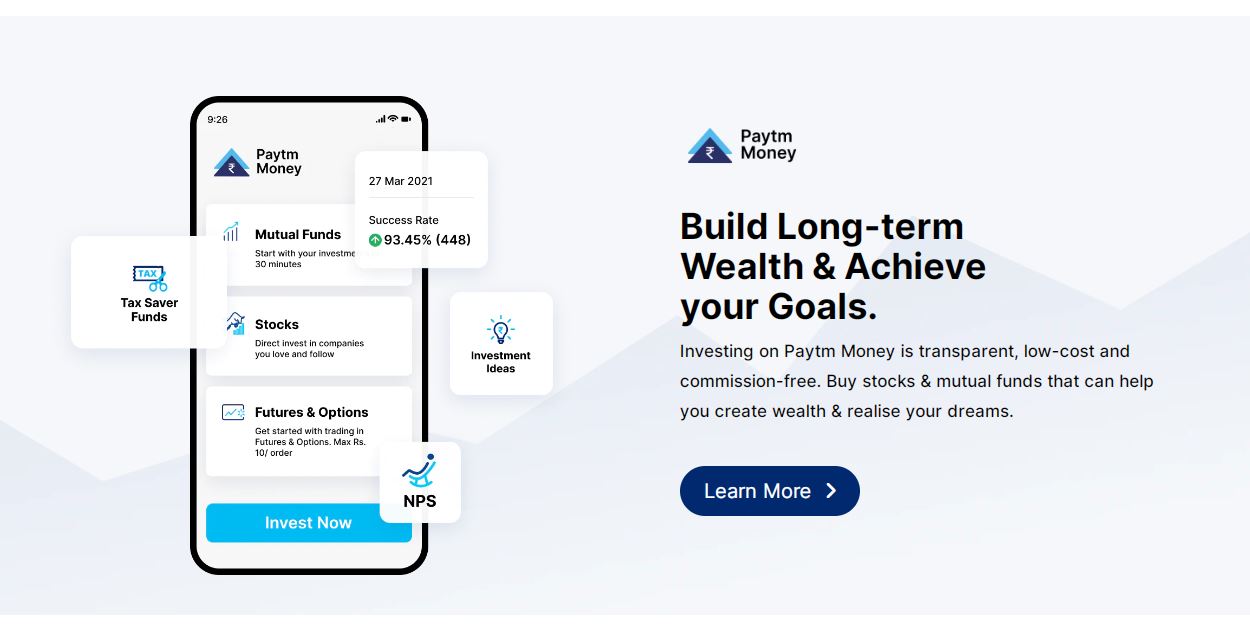 9:26
Paytm
Money
27 Mar 2021
Success Rate
93.45% (448)
Mutual Funds
Start with your investme
30 minutes
TAX
Tax Saver
Funds
Stocks
Direct invest in companies
you love and follow
Investment
Ideas
Futures & Options
Get started with trading in
Futures & Options. Max Rs.
10/ order
NPS
Invest Now
Paytm
Money
Build Long-term
Wealth & Achieve
your Goals.
Investing on Paytm Money is transparent, low-cost and
commission-free. Buy stocks & mutual funds that can help
you create wealth & realise your dreams.
Learn More